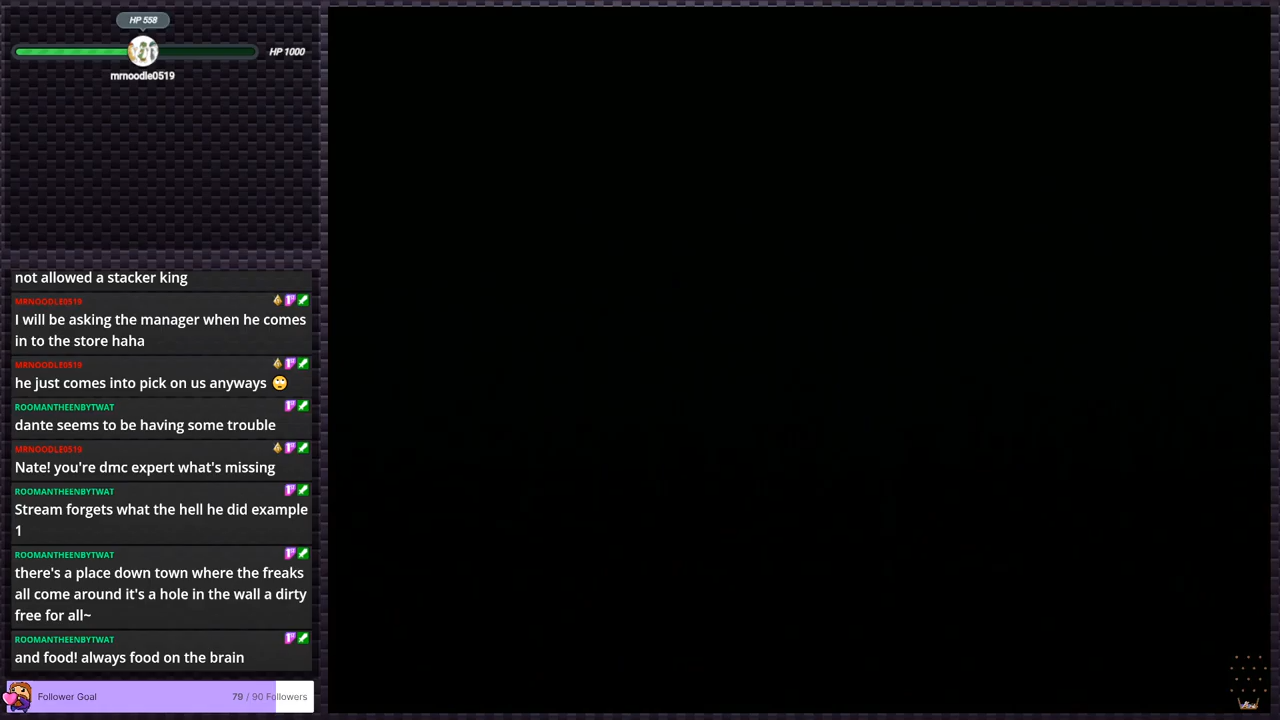 HP 558
HP 1000
mrnoodle0519
not allowed a stacker king
MRNOODLE0519
I will be asking the manager when he comes
in to the store haha
MRNOODLE0519
he just comes into pick on us anyways 🙄
ROOMANTHEENBYTWAT
dante seems to be having some trouble
MRNOODLE0519
Nate! you're dmc expert what's missing
ROOMANTHEENBYTWAT
Stream forgets what the hell he did example
1
ROOMANTHEENBYTWAT
there's a place down town where the freaks
all come around it's a hole in the wall a dirty
free for all~
ROOMANTHEENBYTWAT
and food! always food on the brain
Follower Goal 79 / 90 Followers